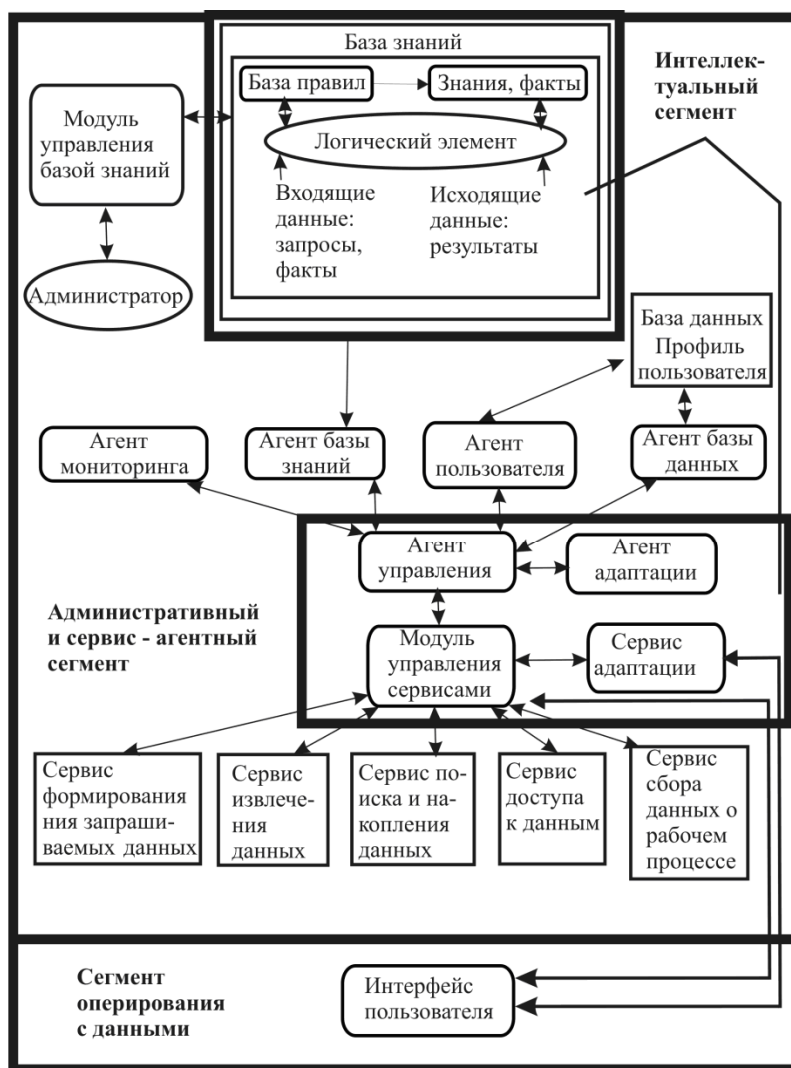 База знаний
Интеллек-
туальный
сегмент
База правил
Знания, факты
Модуль
управления
базой знаний
Логический элемент
Входящие
данные:
запросы,
факты
Исходящие
данные:
результаты
Администратор
База данных
Профиль
пользователя
Агент
мониторинга
Агент базы
знаний
Агент
пользователя
Агент базы
данных
Агент
управления
Агент
адаптации
Административный
и сервис - агентный
сегмент
Модуль
управления
сервисами
Сервис
адаптации
Сервис
формирования
ния запраши-
ваемых данных
Сервис
извлече-
ния
данных
Сервис по-
иска и на-
копления
данных
Сервис
доступа
к данным
Сервис
сбора
данных о
рабочем
процессе
Сегмент
оперирования
с данными
Интерфейс
пользователя